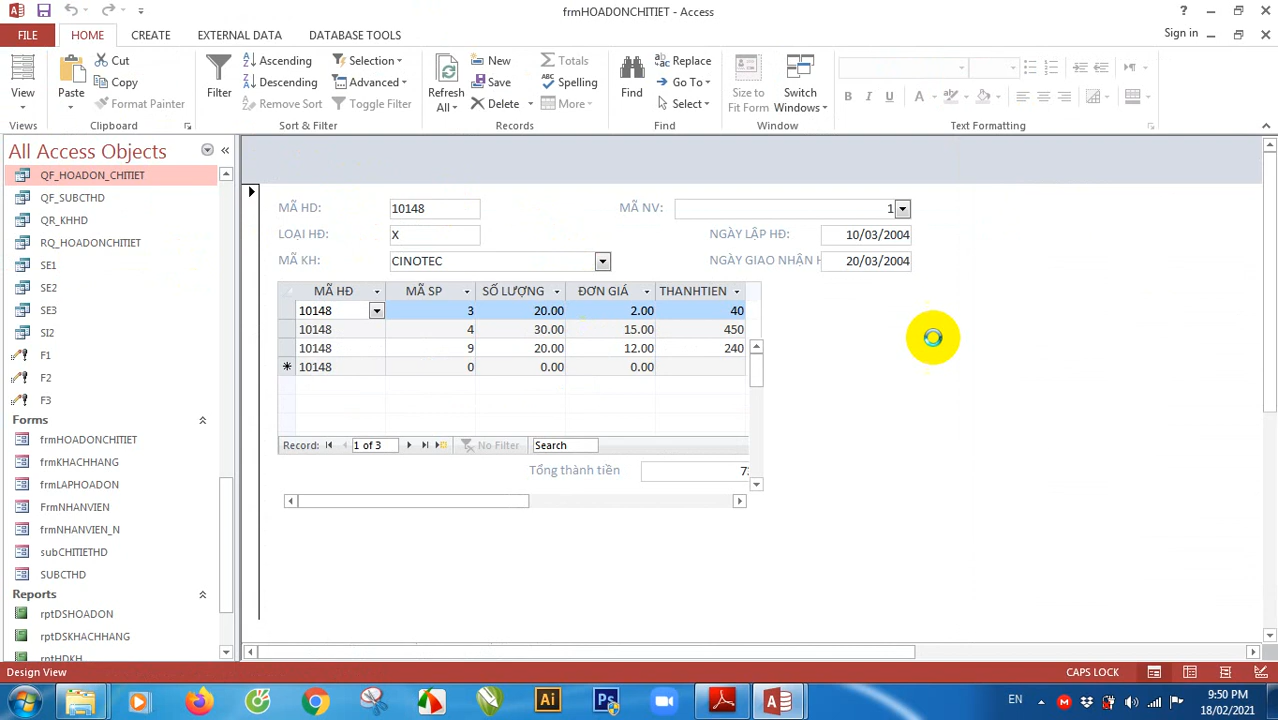 frmHOADONCHITIET - Access
FILE HOME CREATE EXTERNAL DATA DATABASE TOOLS Sign in
View Paste Cut Copy Format Painter Filter Ascending Descending Remove Sort Selection Advanced Toggle Filter Refresh All New Save Delete Totals Spelling More Find Replace Go To Select Size to Fit Form Switch Windows B I U A
Views Clipboard Sort & Filter Records Find Window Text Formatting
All Access Objects
QF_HOADON_CHITIET
QF_SUBCTHD
QR_KHHD
RQ_HOADONCHITIET
SE1
SE2
SE3
SI2
F1
F2
F3
Forms
frmHOADONCHITIET
frmKHACHHANG
frmLAPHOADON
FrmNHANVIEN
frmNHANVIEN_N
subCHITIETHD
SUBCTHD
Reports
rptDSHOADON
rptDSKHACHHANG
rptHDKH
MÃ HD: 10148 MÃ NV: 1
LOẠI HĐ: X NGÀY LẬP HĐ: 10/03/2004
MÃ KH: CINOTEC NGÀY GIAO NHẬN H 20/03/2004
MÃ HĐ MÃ SP SỐ LƯỢNG ĐƠN GIÁ THANHTIEN
10148 3 20.00 2.00 40
10148 4 30.00 15.00 450
10148 9 20.00 12.00 240
10148 0 0.00 0.00
Record: 1 of 3 No Filter Search
Tổng thành tiền
Design View CAPS LOCK
Ai Ps EN 9:50 PM
18/02/2021